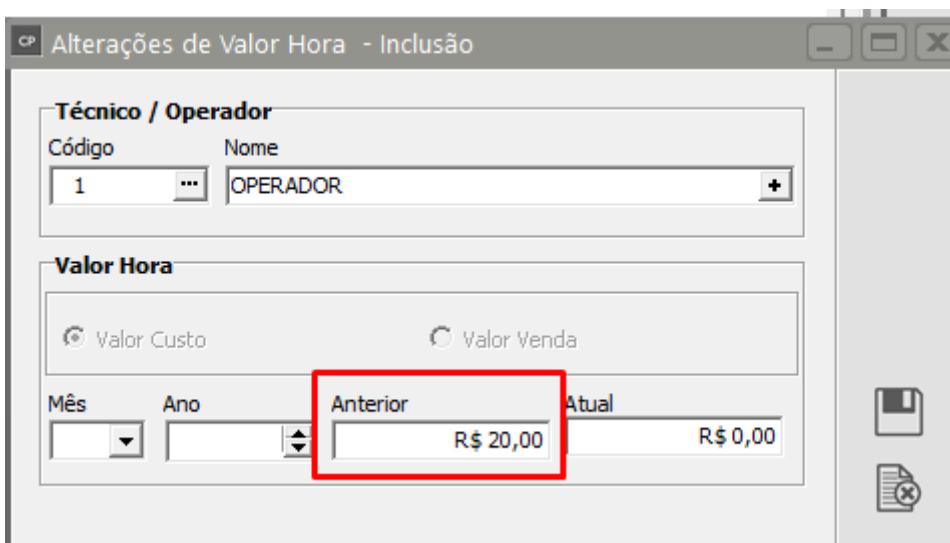 CP Alterações de Valor Hora - Inclusão
Técnico / Operador
Código Nome
1 ... OPERADOR +
Valor Hora
Valor Custo Valor Venda
Mês Ano Anterior Atual
R$ 20,00 R$ 0,00